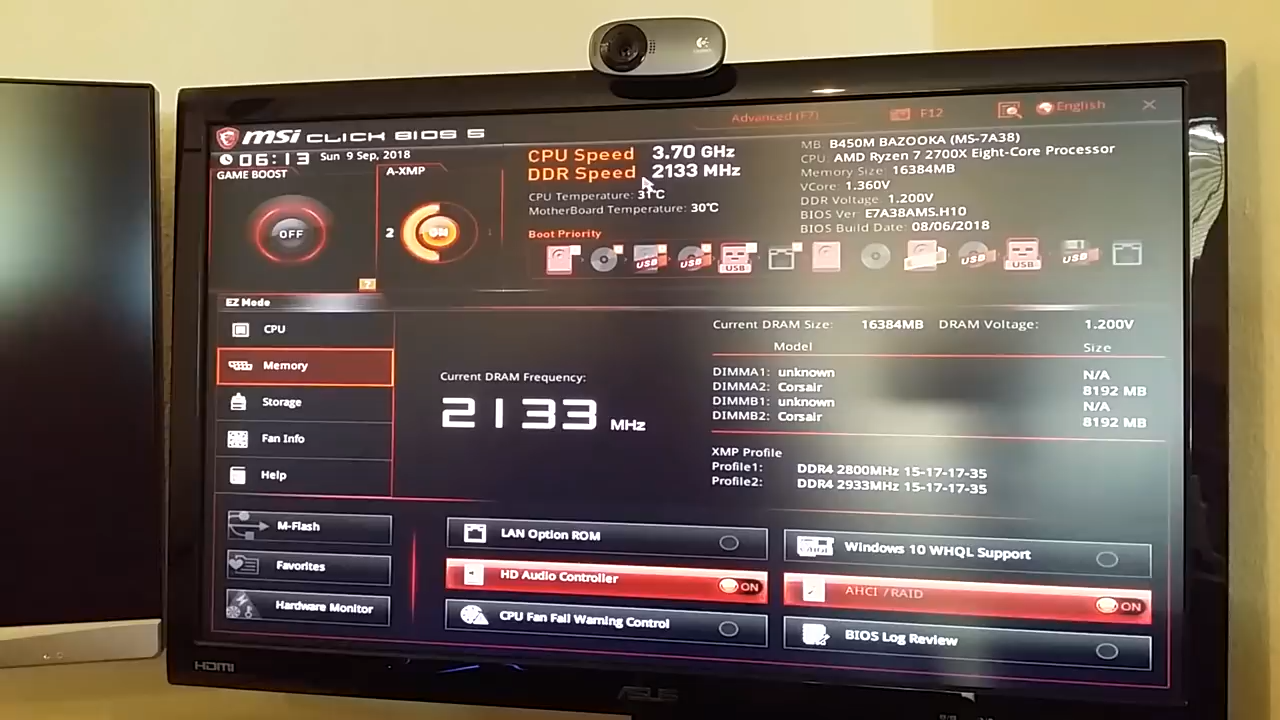 logitech
msi CLICK BIOS 5
Advanced (F7)
F12
English
06:13 Sun 9 Sep, 2018
GAME BOOST
OFF
A-XMP
2
ON
1
CPU Speed 3.70 GHz
DDR Speed 2133 MHz
CPU Temperature: 31°C
MotherBoard Temperature: 30°C
MB: B450M BAZOOKA (MS-7A38)
CPU: AMD Ryzen 7 2700X Eight-Core Processor
Memory Size: 16384MB
VCore: 1.360V
DDR Voltage: 1.200V
BIOS Ver: E7A38AMS.H10
BIOS Build Date: 08/06/2018
Boot Priority
USB
USB
USB
USB
USB
USB
?
EZ Mode
CPU
Memory
Storage
Fan Info
Help
Current DRAM Frequency:
2133 MHz
Current DRAM Size: 16384MB DRAM Voltage: 1.200V
Model Size
DIMMA1: unknown N/A
DIMMA2: Corsair 8192 MB
DIMMB1: unknown N/A
DIMMB2: Corsair 8192 MB
XMP Profile
Profile1: DDR4 2800MHz 15-17-17-35
Profile2: DDR4 2933MHz 15-17-17-35
M-Flash
Favorites
Hardware Monitor
LAN Option ROM
HD Audio Controller ON
CPU Fan Fail Warning Control
Windows 10 WHQL Support
AHCI /RAID ON
BIOS Log Review
HDMI
ASUS